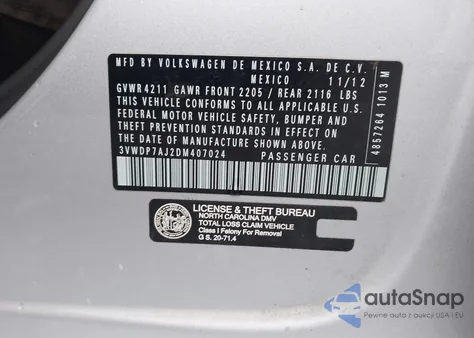 MFD. BY VOLKSWAGEN DE MEXICO S.A. DE C.V.
MEXICO 11/12
GVWR 4211 GAWR FRONT 2205 / REAR 2116 LBS
THIS VEHICLE CONFORMS TO ALL APPLICABLE
FEDERAL MOTOR VEHICLE SAFETY, BUMPER AND
THEFT PREVENTION STANDARDS IN EFFECT ON
THE DATE OF MANUFACTURE SHOWN ABOVE.
3VWDP7AJ2DM407024 PASSENGER CAR
4857264 1013 M
LICENSE & THEFT BUREAU
NORTH CAROLINA DMV
TOTAL LOSS CLAIM VEHICLE
Class I Felony For Removal
G.S. 20-71.4
autoSnap
Pewne auta z aukcji USA i EU